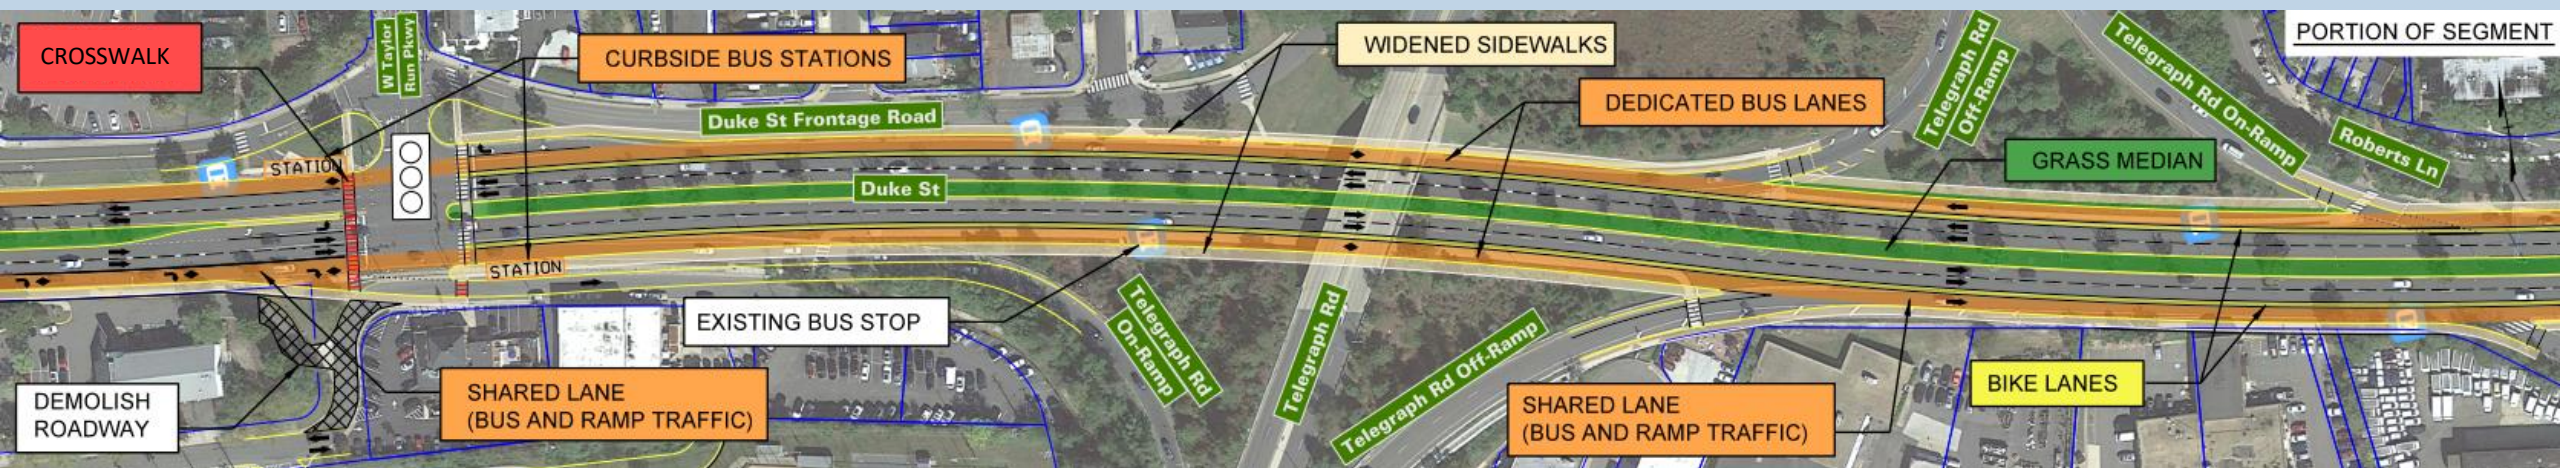 CROSSWALK
W Taylor
Run Pkwy
CURBSIDE BUS STATIONS
WIDENED SIDEWALKS
DEDICATED BUS LANES
Telegraph Rd
Off-Ramp
Telegraph Rd On-Ramp
PORTION OF SEGMENT
Roberts Ln
GRASS MEDIAN
Duke St Frontage Road
STATION
Duke St
STATION
EXISTING BUS STOP
Telegraph Rd
On-Ramp
Telegraph Rd
Telegraph Rd Off-Ramp
DEMOLISH
ROADWAY
SHARED LANE
(BUS AND RAMP TRAFFIC)
SHARED LANE
(BUS AND RAMP TRAFFIC)
BIKE LANES